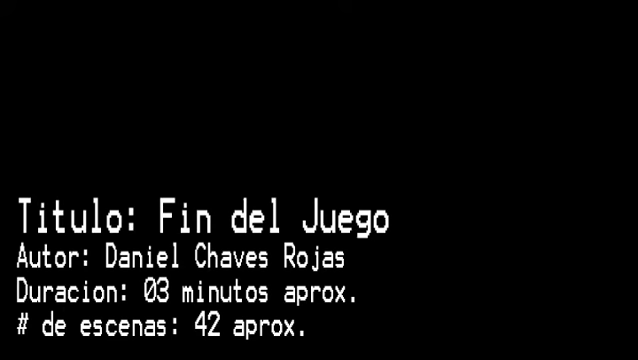 Titulo: Fin del Juego
Autor: Daniel Chaves Rojas
Duracion: 03 minutos aprox.
# de escenas: 42 aprox.